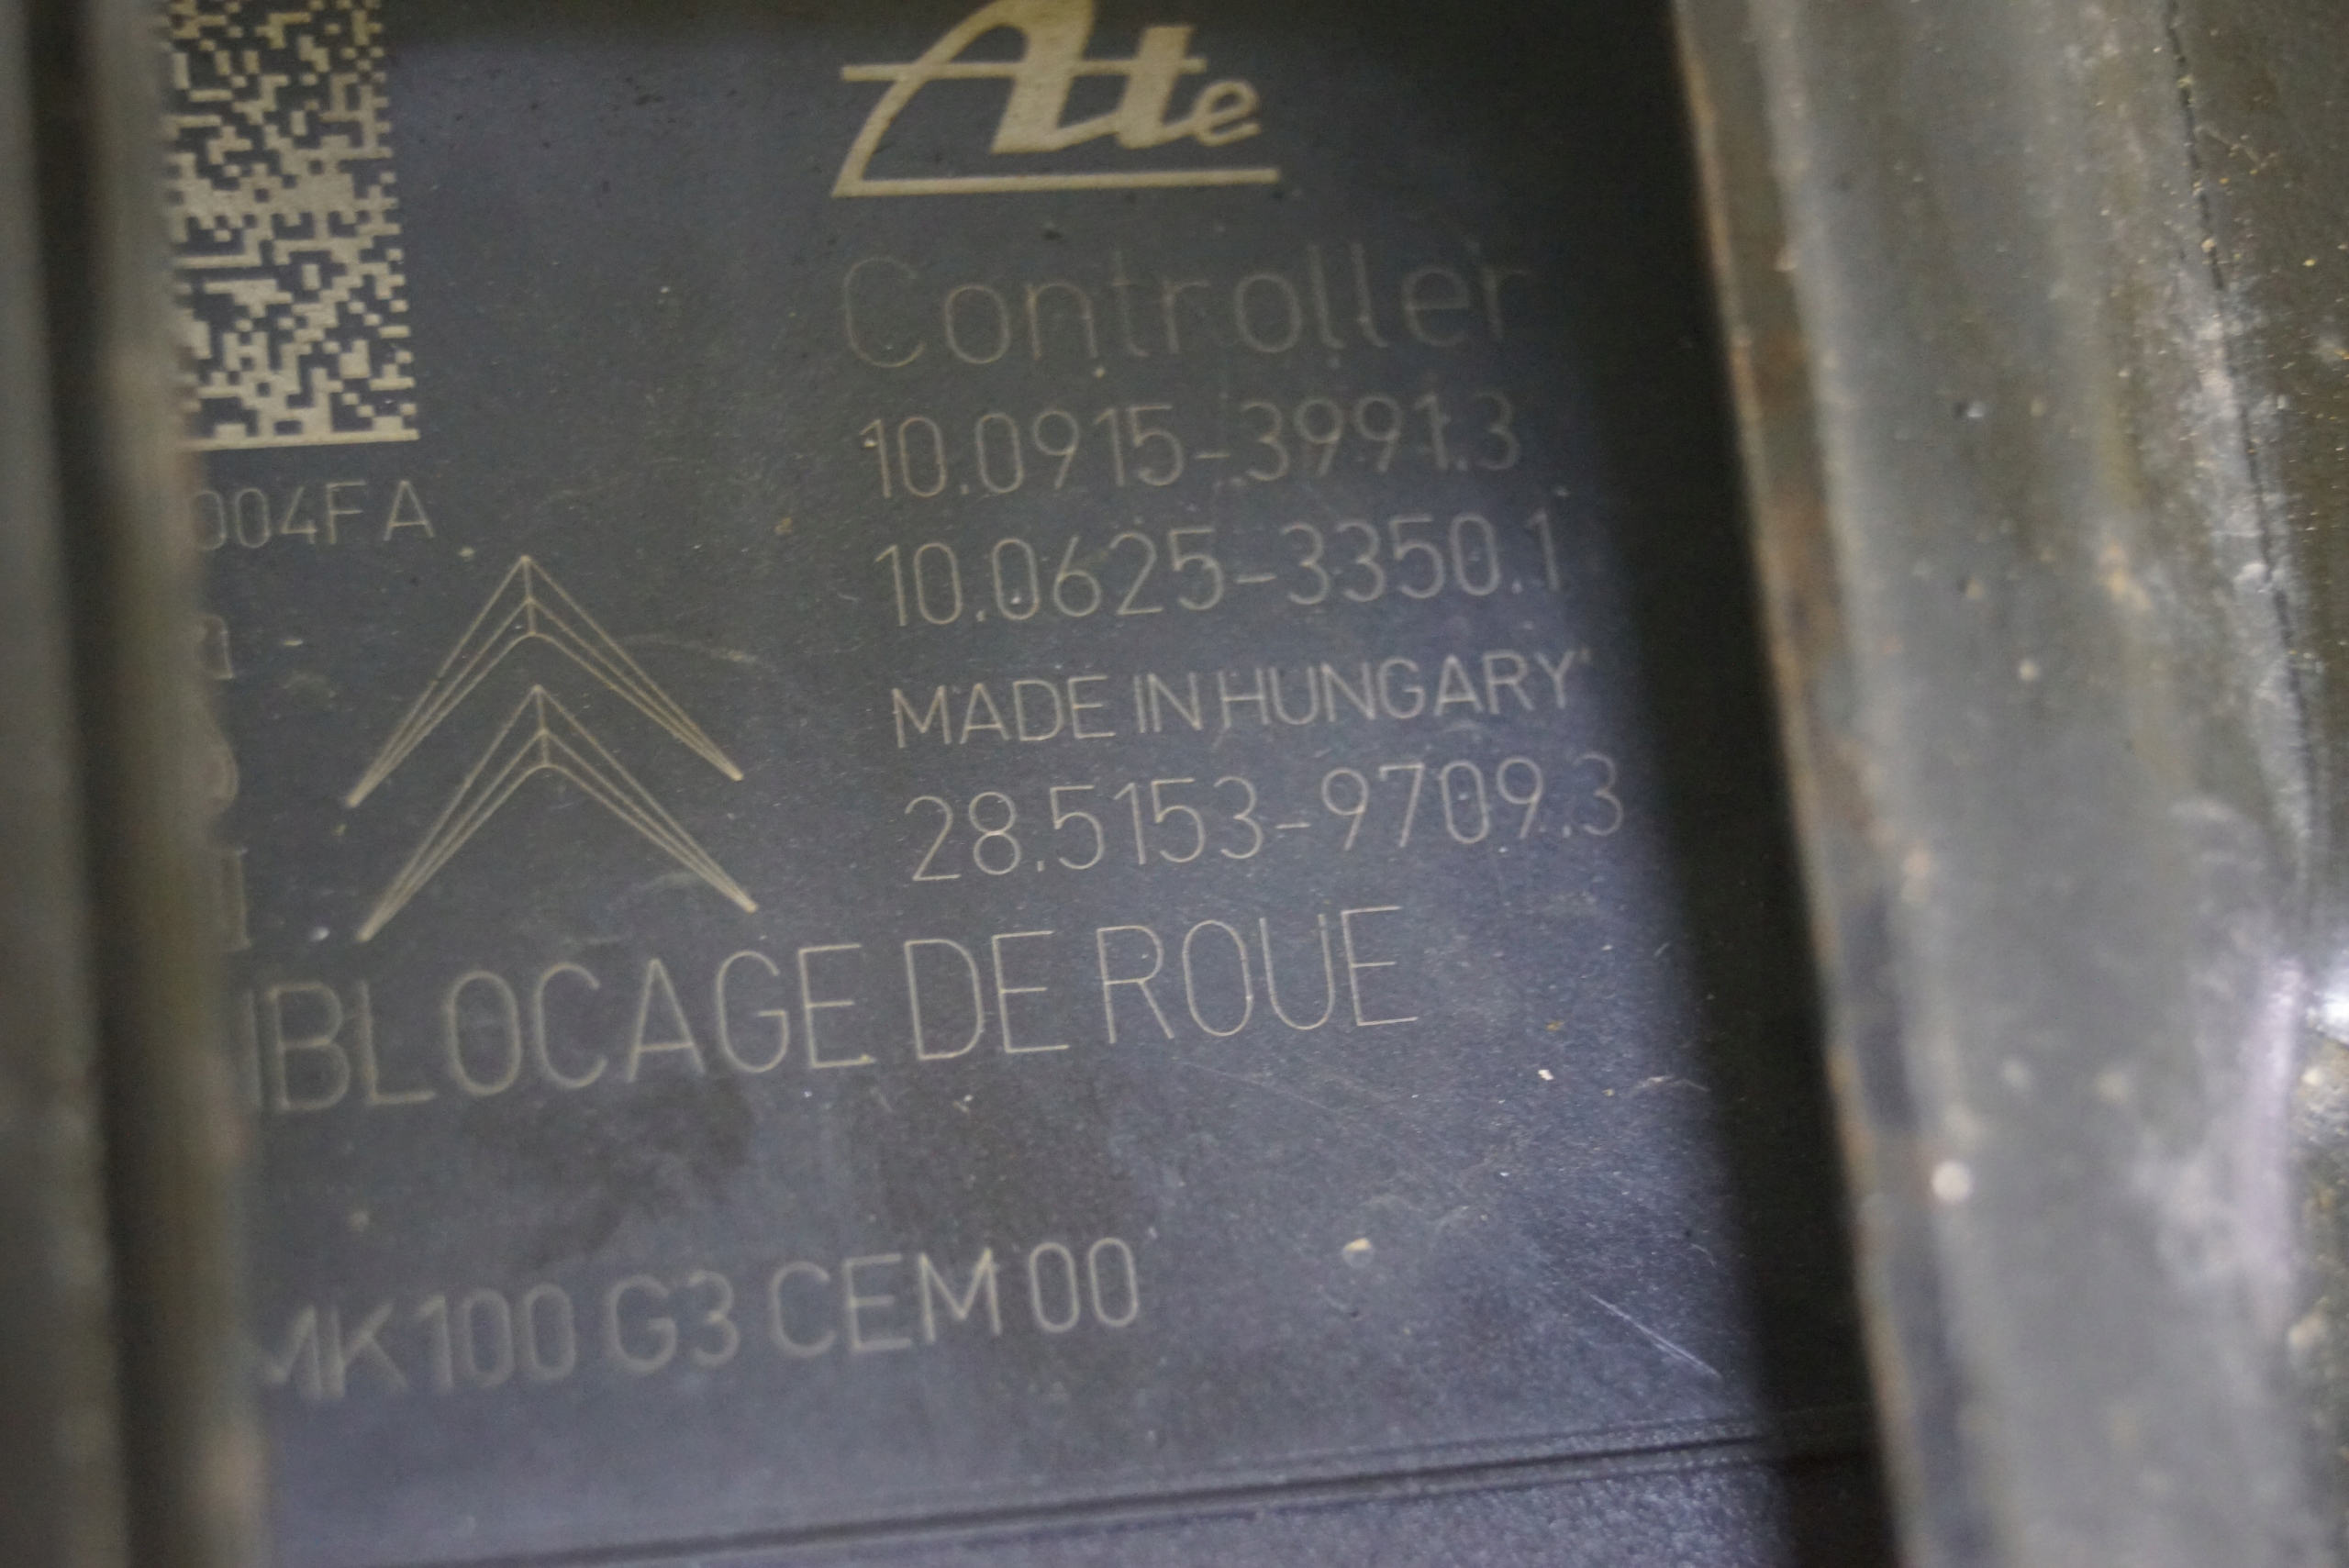 Ate
Controller
10.0915-3991.3
10.0625-3350.1
004FA
MADE IN HUNGARY
28.5153-9709.3
IBLOCAGE DE ROUE
MK100 G3 CEM 00